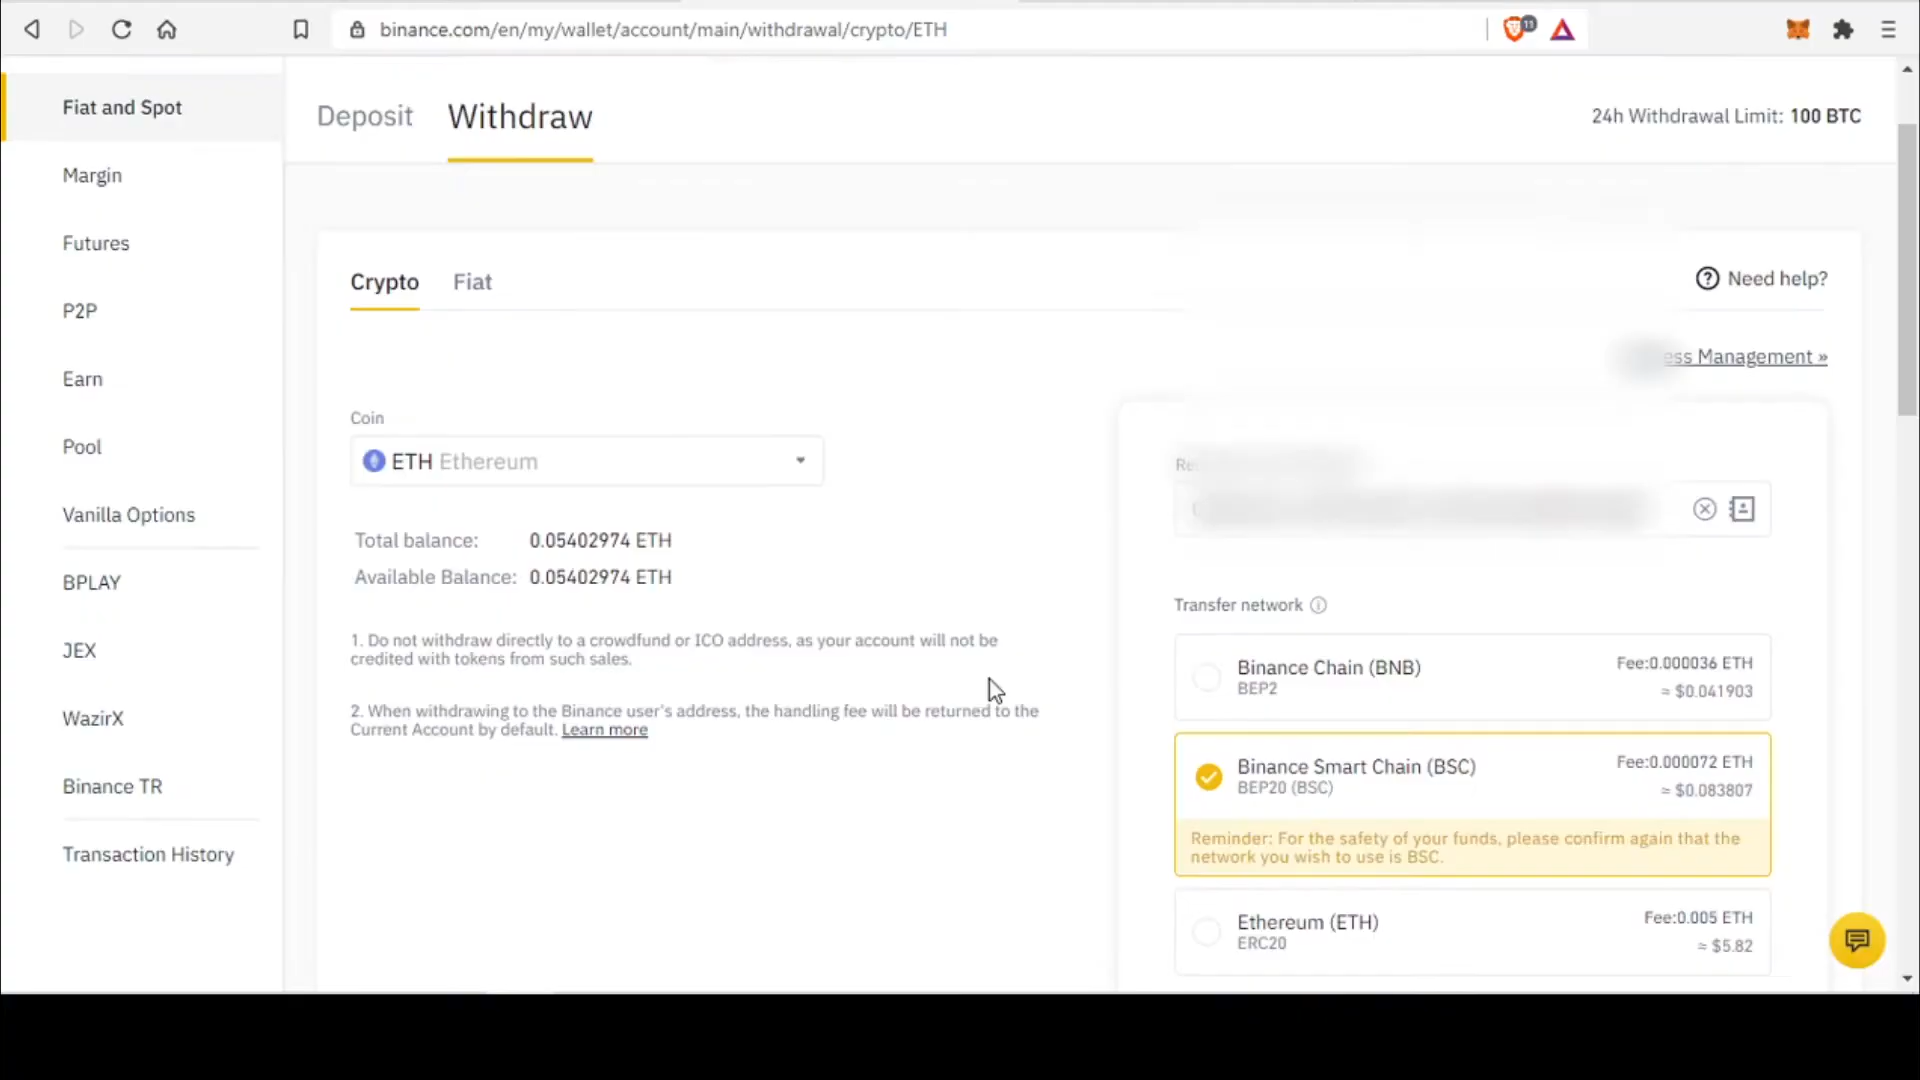 binance.com/en/my/wallet/account/main/withdrawal/crypto/ETH
11
Fiat and Spot
Margin
Futures
P2P
Earn
Pool
Vanilla Options
BPLAY
JEX
WazirX
Binance TR
Transaction History
Deposit
Withdraw
24h Withdrawal Limit: 100 BTC
Crypto
Fiat
Need help?
Management »
Coin
ETH Ethereum
Total balance: 0.05402974 ETH
Available Balance: 0.05402974 ETH
1. Do not withdraw directly to a crowdfund or ICO address, as your account will not be
credited with tokens from such sales.
2. When withdrawing to the Binance user's address, the handling fee will be returned to the
Current Account by default. Learn more
Transfer network
Binance Chain (BNB)
BEP2
Fee:0.000036 ETH
≈ $0.041903
Binance Smart Chain (BSC)
BEP20 (BSC)
Fee:0.000072 ETH
≈ $0.083807
Reminder: For the safety of your funds, please confirm again that the
network you wish to use is BSC.
Ethereum (ETH)
ERC20
Fee:0.005 ETH
≈ $5.82